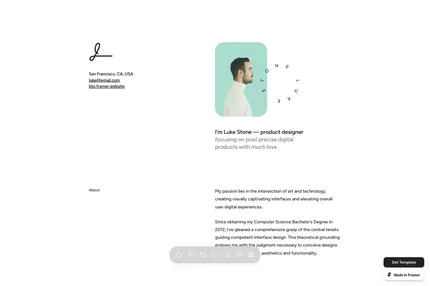 San Francisco, CA, USA
luke@email.com
klio.framer.website
I'm Luke Stone — product designer
focusing on pixel precise digital
products with much love
About
My passion lies in the intersection of art and technology,
creating visually captivating interfaces and elevating overall
user digital experiences.
Since obtaining my Computer Science Bachelor's Degree in
2012, I've gleaned a comprehensive grasp of the central tenets
guiding competent interface design. This theoretical grounding
endows me with the judgment necessary to conceive designs
aesthetics and functionality.
Get Template
Made in Framer